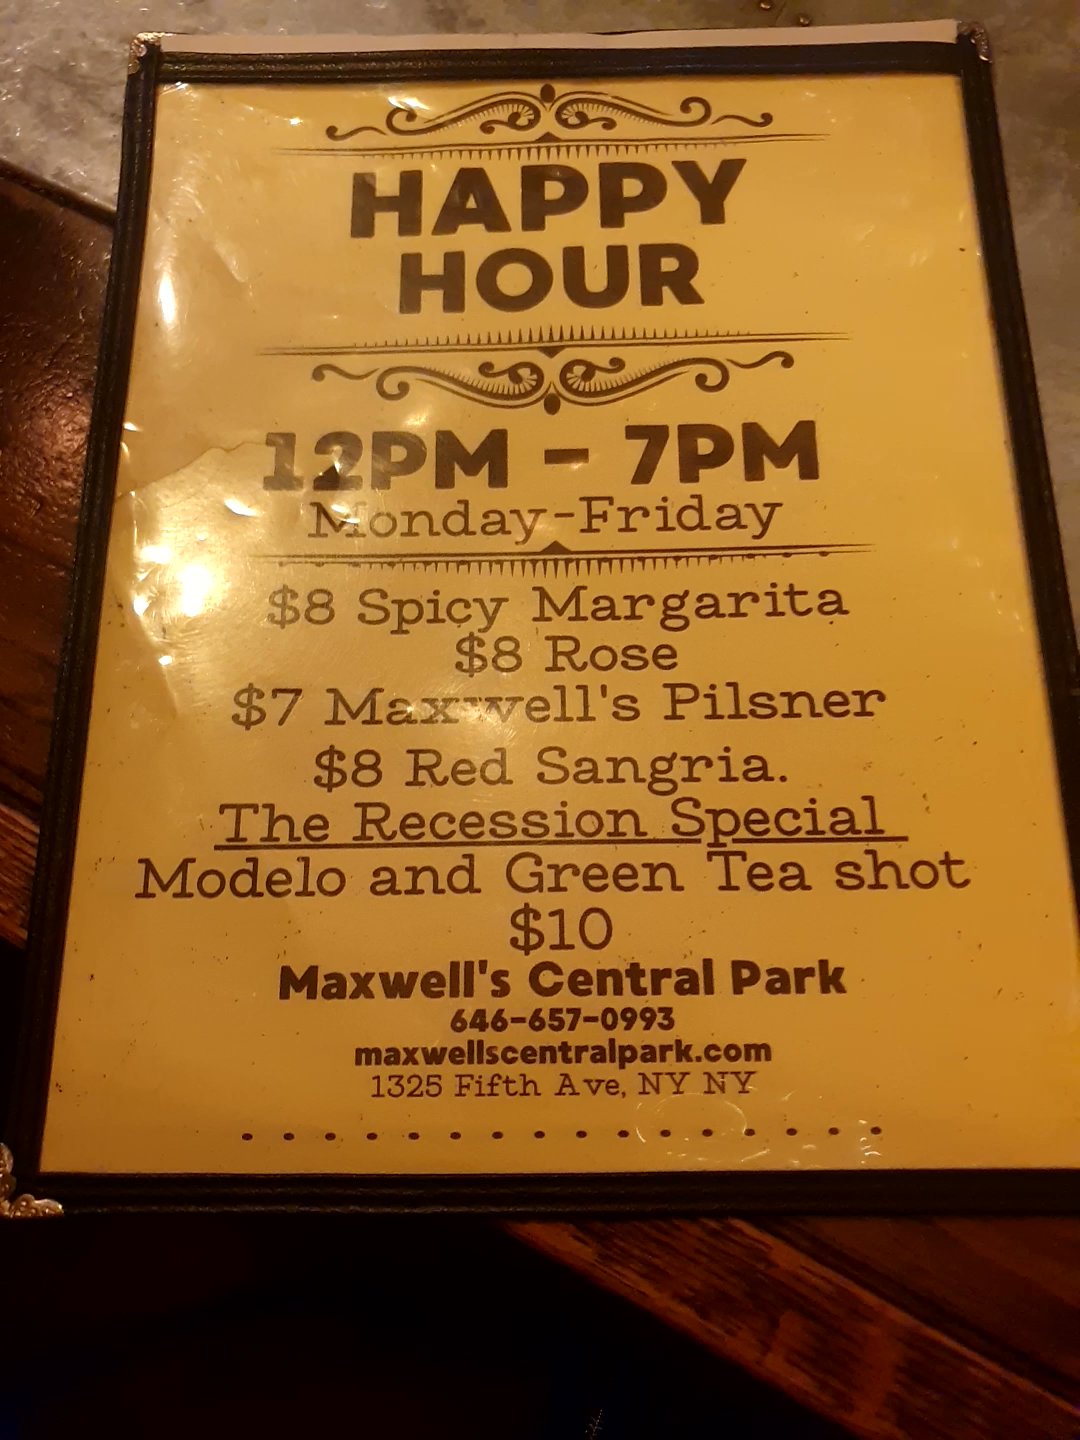 HAPPY
HOUR
12PM - 7PM
Monday-Friday
$8 Spicy Margarita
$8 Rose
$7 Maxwell's Pilsner
$8 Red Sangria.
The Recession Special
Modelo and Green Tea shot
$10
Maxwell's Central Park
646-657-0993
maxwellscentralpark.com
1325 Fifth Ave, NY NY